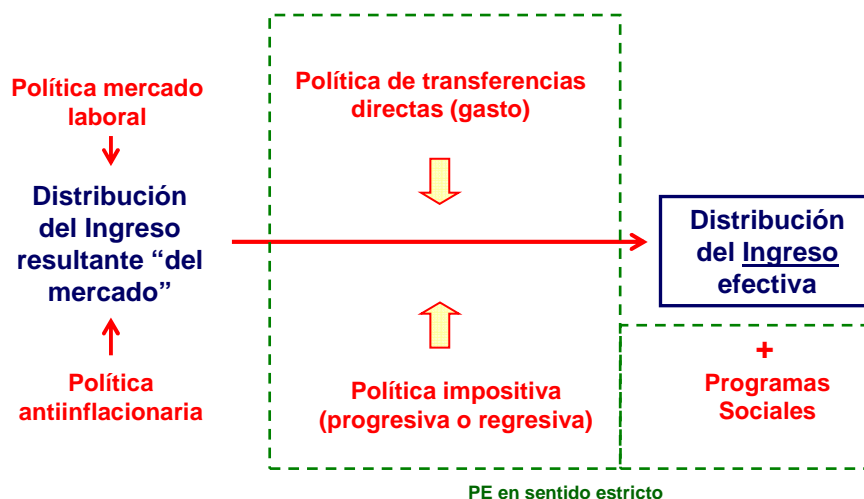 Política mercado
laboral
Distribución
del Ingreso
resultante “del
mercado”
Política
antiinflacionaria
Política de transferencias
directas (gasto)
Política impositiva
(progresiva o regresiva)
Distribución
del Ingreso
efectiva
+
Programas
Sociales
PE en sentido estricto